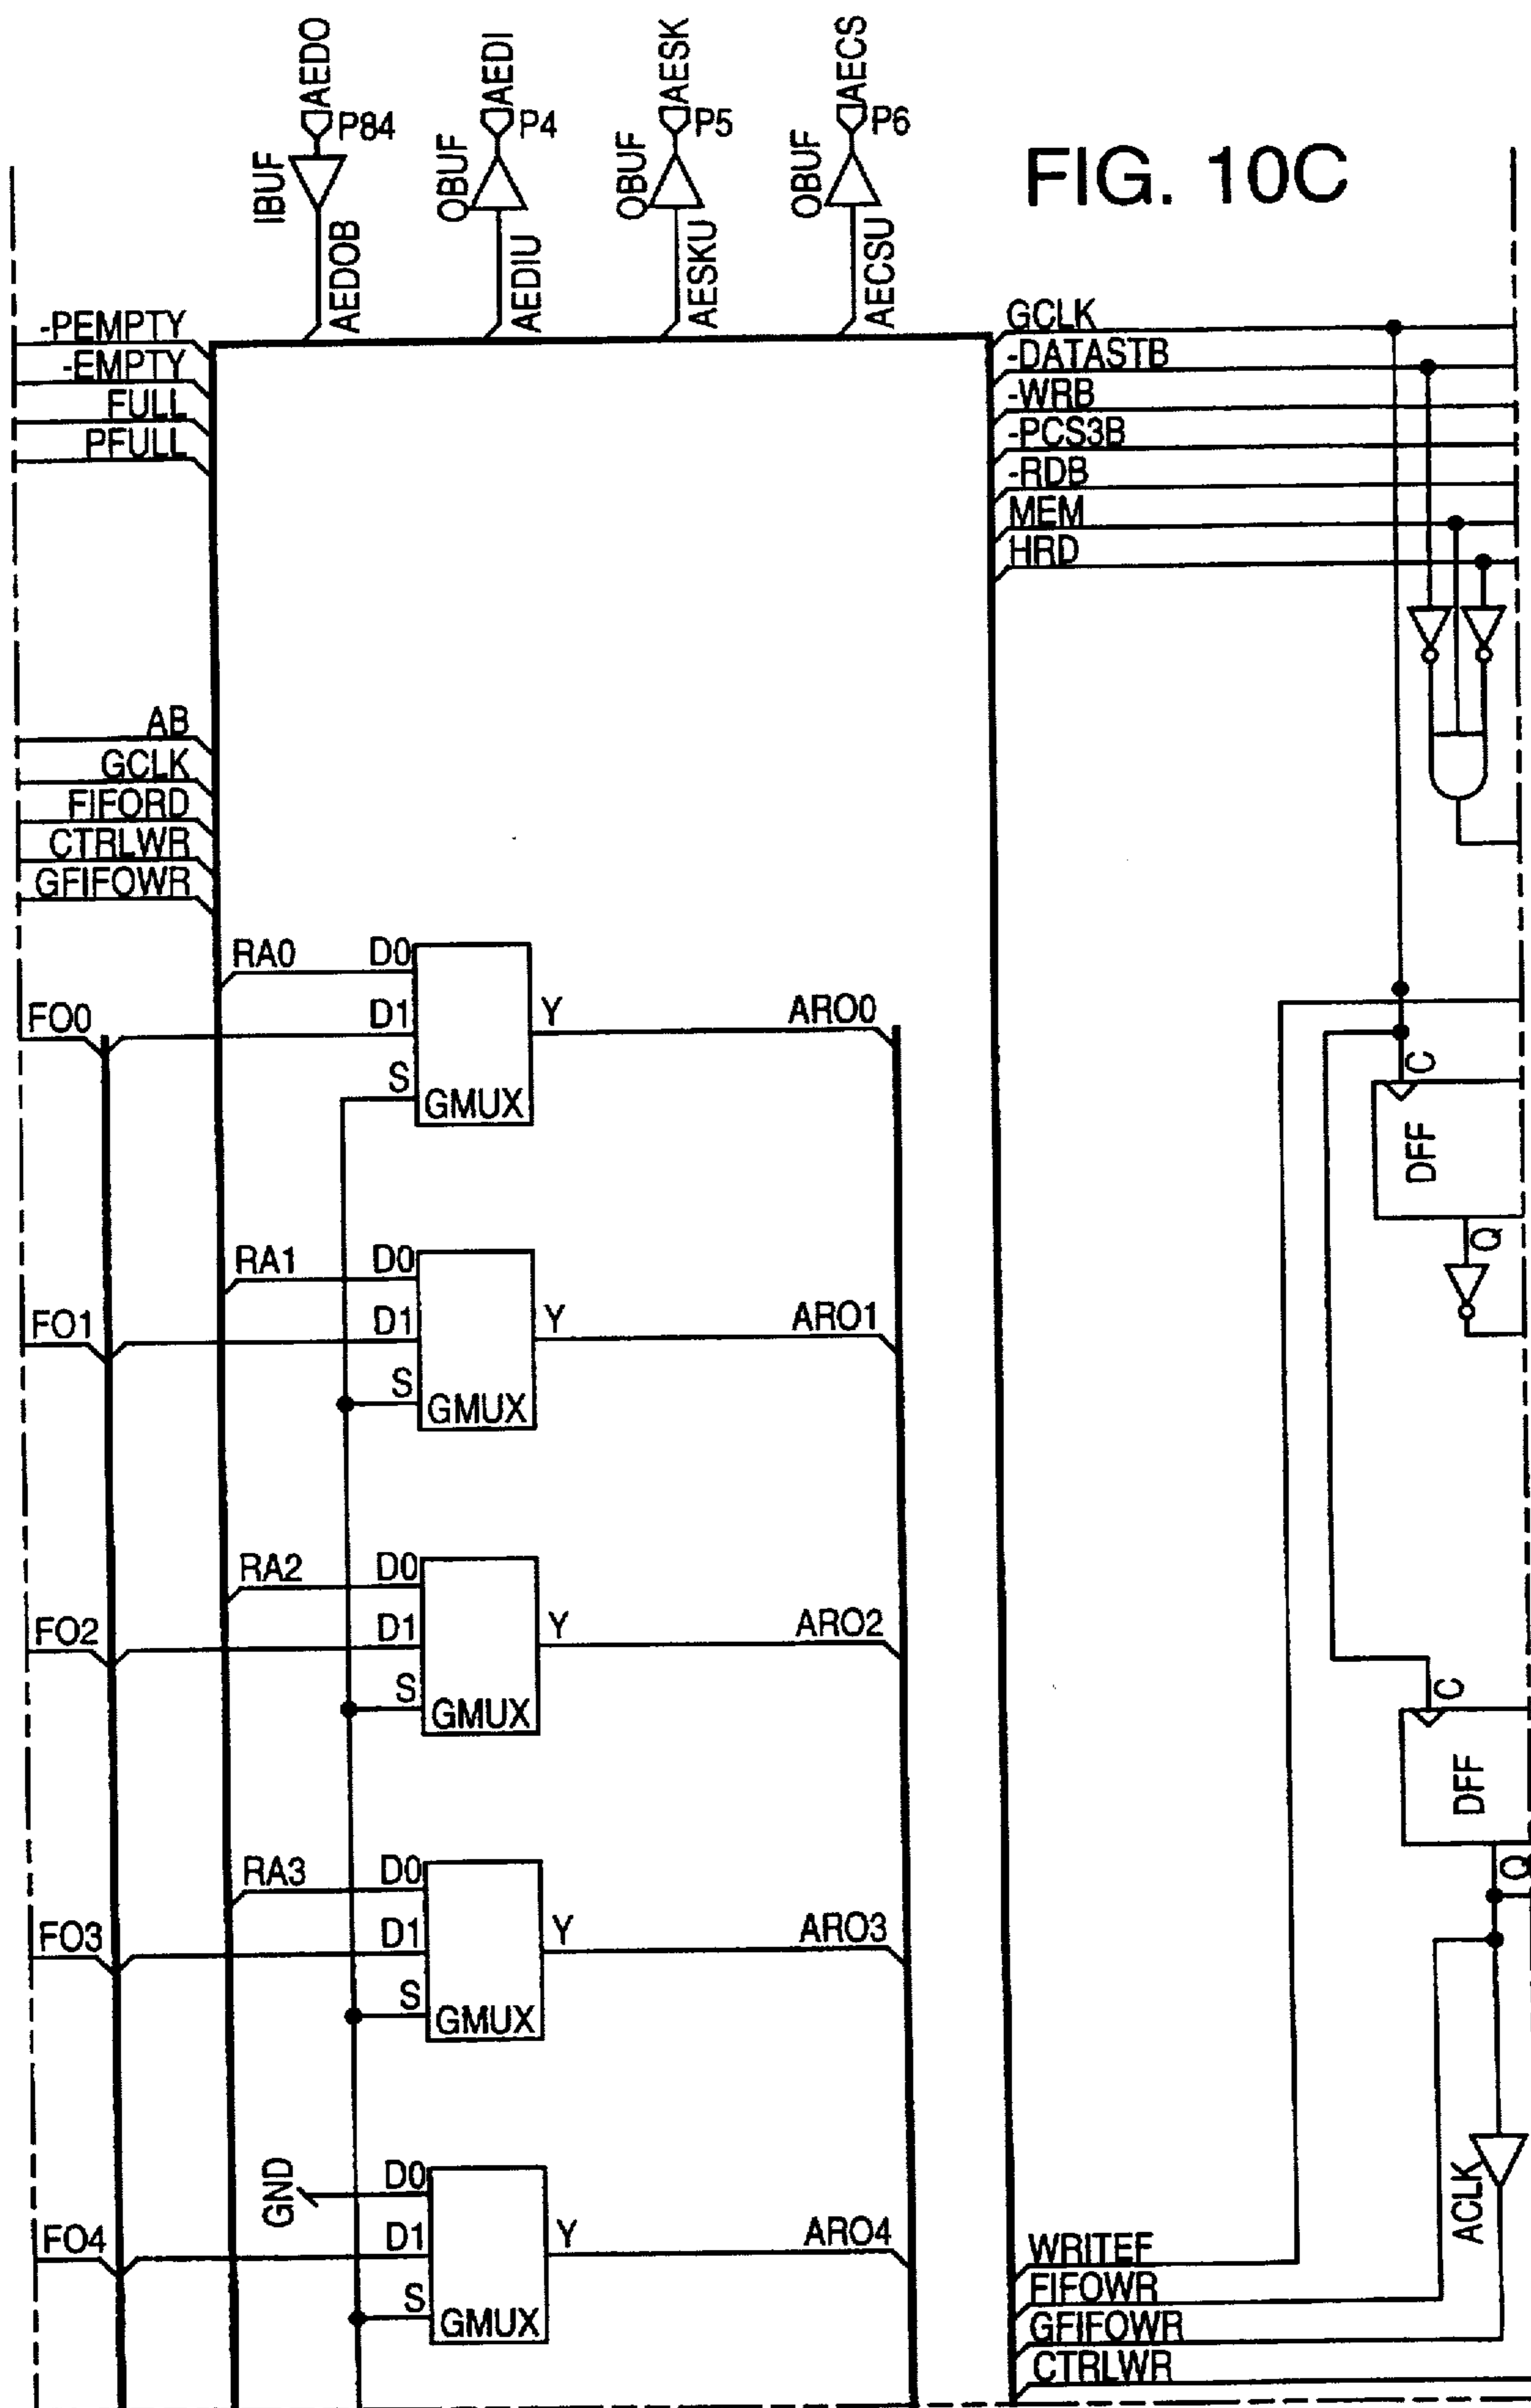 FIG. 10C
AEDO
P84
IBUF
AEDOB
AEDI
P4
OBUF
AEDIU
AESK
P5
OBUF
AESKU
AECS
P6
OBUF
AECSU
-PEMPTY
-EMPTY
FULL
PFULL
GCLK
-DATASTB
-WRB
-PCS3B
-RDB
MEM
HRD
AB
GCLK
FIFORD
CTRLWR
GFIFOWR
RA0 D0
FO0 D1 Y ARO0
S
GMUX
C
DFF
Q
RA1 D0
FO1 D1 Y ARO1
S
GMUX
RA2 D0
FO2 D1 Y ARO2
S
GMUX
C
DFF
Q
RA3 D0
FO3 D1 Y ARO3
S
GMUX
GND D0
FO4 D1 Y ARO4
S
GMUX
ACLK
WRITEF
FIFOWR
GFIFOWR
CTRLWR